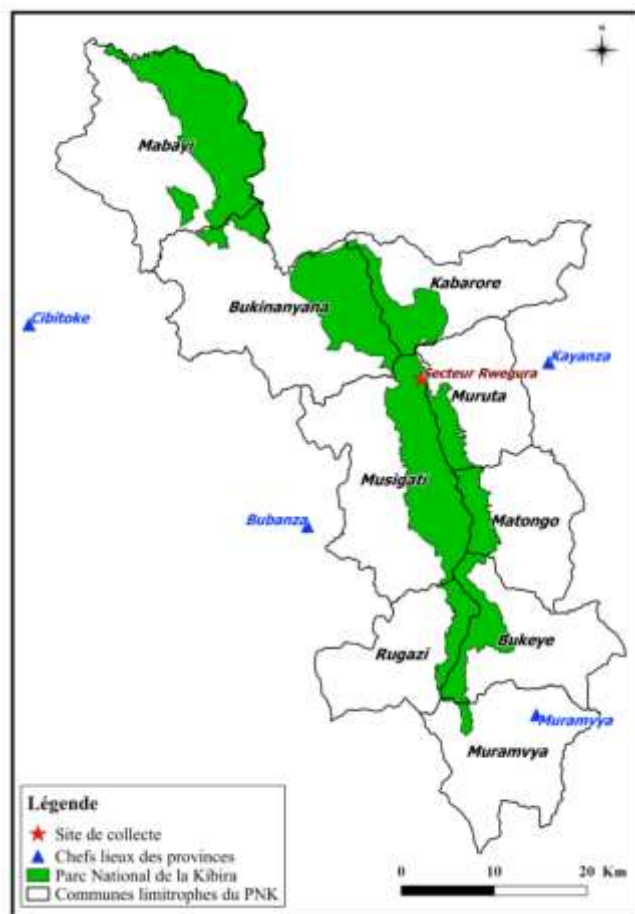 N
Mabayi
Kabarore
Bukinanyana
Cibitoke
Kayanza
Secteur Rwegura
Muruta
Musigati
Bubanza
Matongo
Rugazi
Bukeye
Muramvya
Muramvya
Légende
Site de collecte
Chefs lieux des provinces
Parc National de la Kibira
Communes limitrophes du PNK
0 10 20 Km